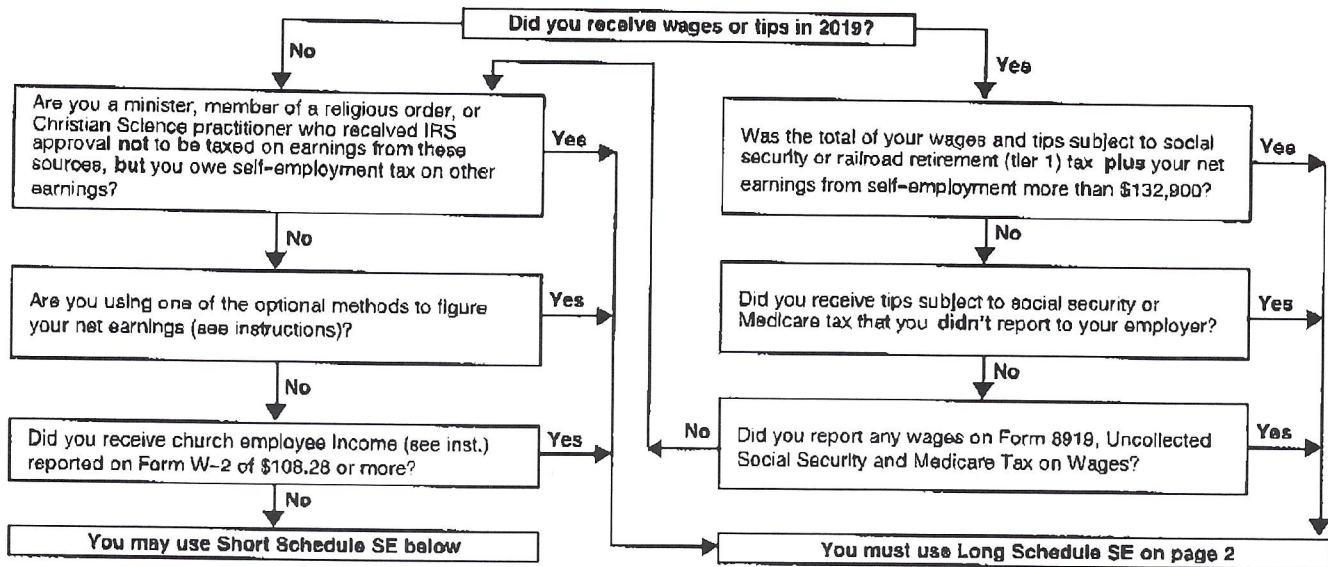 Did you receive wages or tips in 2019?
No
Yes
Are you a minister, member of a religious order, or
Christian Science practitioner who received IRS
approval not to be taxed on earnings from these
sources, but you owe self-employment tax on other
earnings?
Yes
Was the total of your wages and tips subject to social
security or railroad retirement (tier 1) tax plus your net
earnings from self-employment more than $132,900?
Yes
No
No
Are you using one of the optional methods to figure
your net earnings (see instructions)?
Yes
Did you receive tips subject to social security or
Medicare tax that you didn't report to your employer?
Yes
No
No
Did you receive church employee Income (see inst.)
reported on Form W-2 of $108.28 or more?
Yes
No
Did you report any wages on Form 8919, Uncollected
Social Security and Medicare Tax on Wages?
Yes
No
You may use Short Schedule SE below
You must use Long Schedule SE on page 2